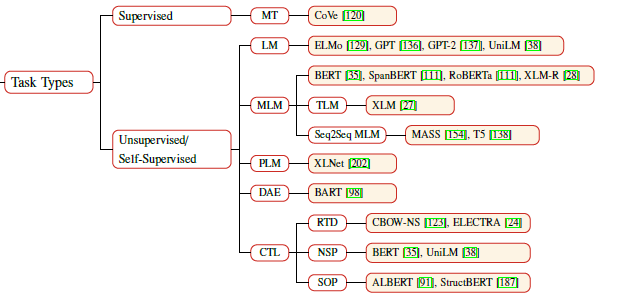 Supervised
MT
CoVe [120]
LM
ELMo [129], GPT [136], GPT-2 [137], UniLM [38]
BERT [35], SpanBERT [111], RoBERTa [111], XLM-R [28]
Task Types
MLM
TLM
XLM [27]
Unsupervised/
Self-Supervised
Seq2Seq MLM
MASS [154], T5 [138]
PLM
XLNet [202]
DAE
BART [98]
RTD
CBOW-NS [123], ELECTRA [24]
CTL
NSP
BERT [35], UniLM [38]
SOP
ALBERT [91], StructBERT [187]